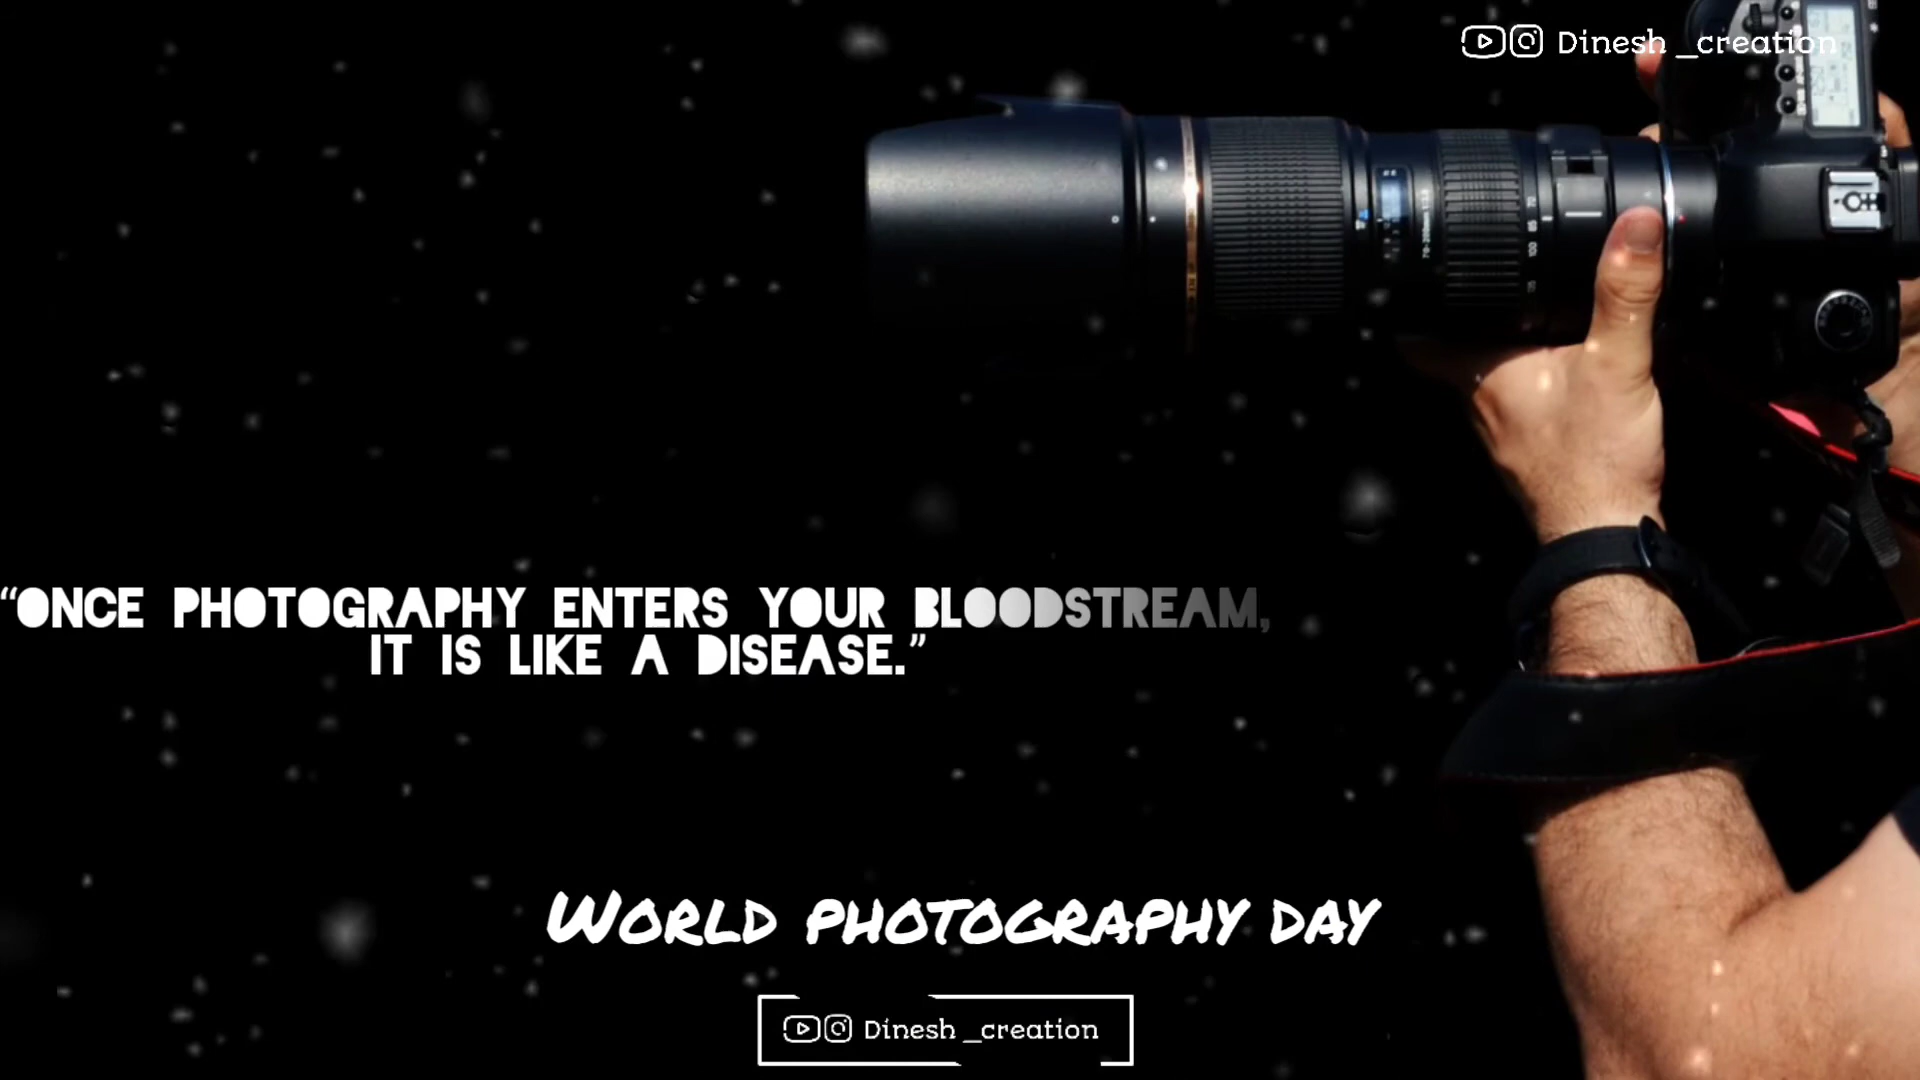 Dinesh _creation
“ONCE PHOTOGRAPHY ENTERS YOUR BLOODSTREAM,
IT IS LIKE A DISEASE.”
WORLD PHOTOGRAPHY DAY
Dinesh _creation